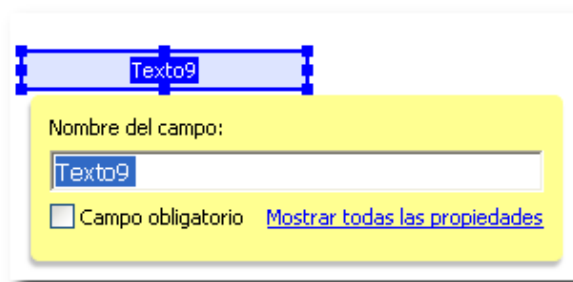 Texto9
Nombre del campo:
Texto9
Campo obligatorio Mostrar todas las propiedades